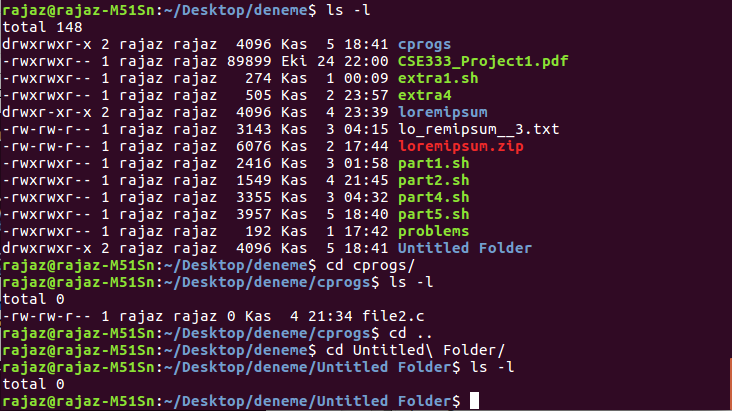 rajaz@rajaz-M51Sn:~/Desktop/deneme$ ls -l
total 148
drwxrwxr-x 2 rajaz rajaz  4096 Kas  5 18:41 cprogs
-rwxrwxr-- 1 rajaz rajaz 89899 Eki 24 22:00 CSE333_Project1.pdf
-rwxrwxr-- 1 rajaz rajaz   274 Kas  1 00:09 extra1.sh
-rwxrwxr-- 1 rajaz rajaz   505 Kas  2 23:57 extra4
drwxr-xr-x 2 rajaz rajaz  4096 Kas  4 23:39 loremipsum
-rw-rw-r-- 1 rajaz rajaz  3143 Kas  3 04:15 lo_remipsum__3.txt
-rw-rw-r-- 1 rajaz rajaz  6076 Kas  2 17:44 loremipsum.zip
-rwxrwxr-- 1 rajaz rajaz  2416 Kas  3 01:58 part1.sh
-rwxrwxr-- 1 rajaz rajaz  1549 Kas  4 21:45 part2.sh
-rwxrwxr-- 1 rajaz rajaz  3355 Kas  3 04:32 part4.sh
-rwxrwxr-- 1 rajaz rajaz  3957 Kas  5 18:40 part5.sh
-rwxrwxr-- 1 rajaz rajaz   192 Kas  1 17:42 problems
drwxrwxr-x 2 rajaz rajaz  4096 Kas  5 18:41 Untitled Folder
rajaz@rajaz-M51Sn:~/Desktop/deneme$ cd cprogs/
rajaz@rajaz-M51Sn:~/Desktop/deneme/cprogs$ ls -l
total 0
-rw-rw-r-- 1 rajaz rajaz 0 Kas  4 21:34 file2.c
rajaz@rajaz-M51Sn:~/Desktop/deneme/cprogs$ cd ..
rajaz@rajaz-M51Sn:~/Desktop/deneme$ cd Untitled\ Folder/
rajaz@rajaz-M51Sn:~/Desktop/deneme/Untitled Folder$ ls -l
total 0
rajaz@rajaz-M51Sn:~/Desktop/deneme/Untitled Folder$